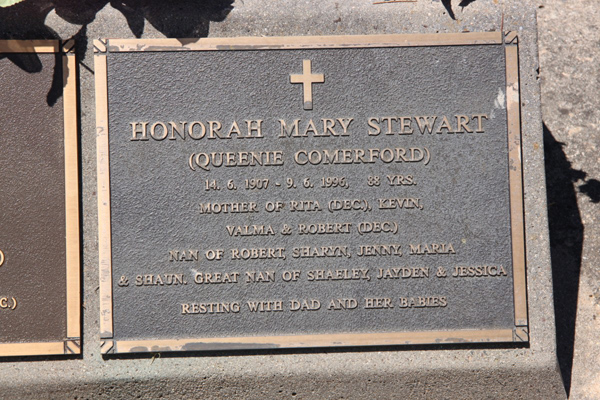 HONORAH MARY STEWART
(QUEENIE COMERFORD)
14. 6. 1907 - 9. 6. 1996, 88 YRS.
MOTHER OF RITA (DEC), KEVIN,
VALMA & ROBERT (DEC.)
NAN OF ROBERT, SHARYN, JENNY, MARIA
& SHAUN. GREAT NAN OF SHAELEY, JAYDEN & JESSICA
RESTING WITH DAD AND HER BABIES